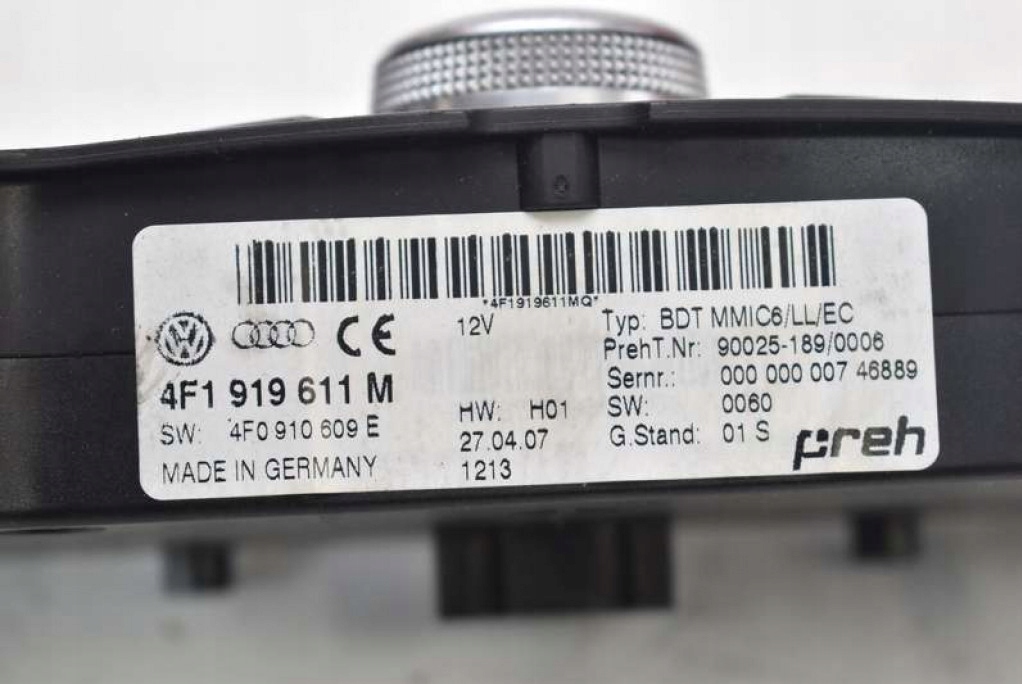 *4F1919611MQ*
CE 12V Typ: BDT MMIC6/LL/EC
PrehT.Nr: 90025-189/0006
4F1 919 611 M Sernr.: 000 000 007 46889
SW: 4F0 910 609 E HW: H01 SW: 0060
27.04.07 G.Stand: 01 S preh
MADE IN GERMANY 1213